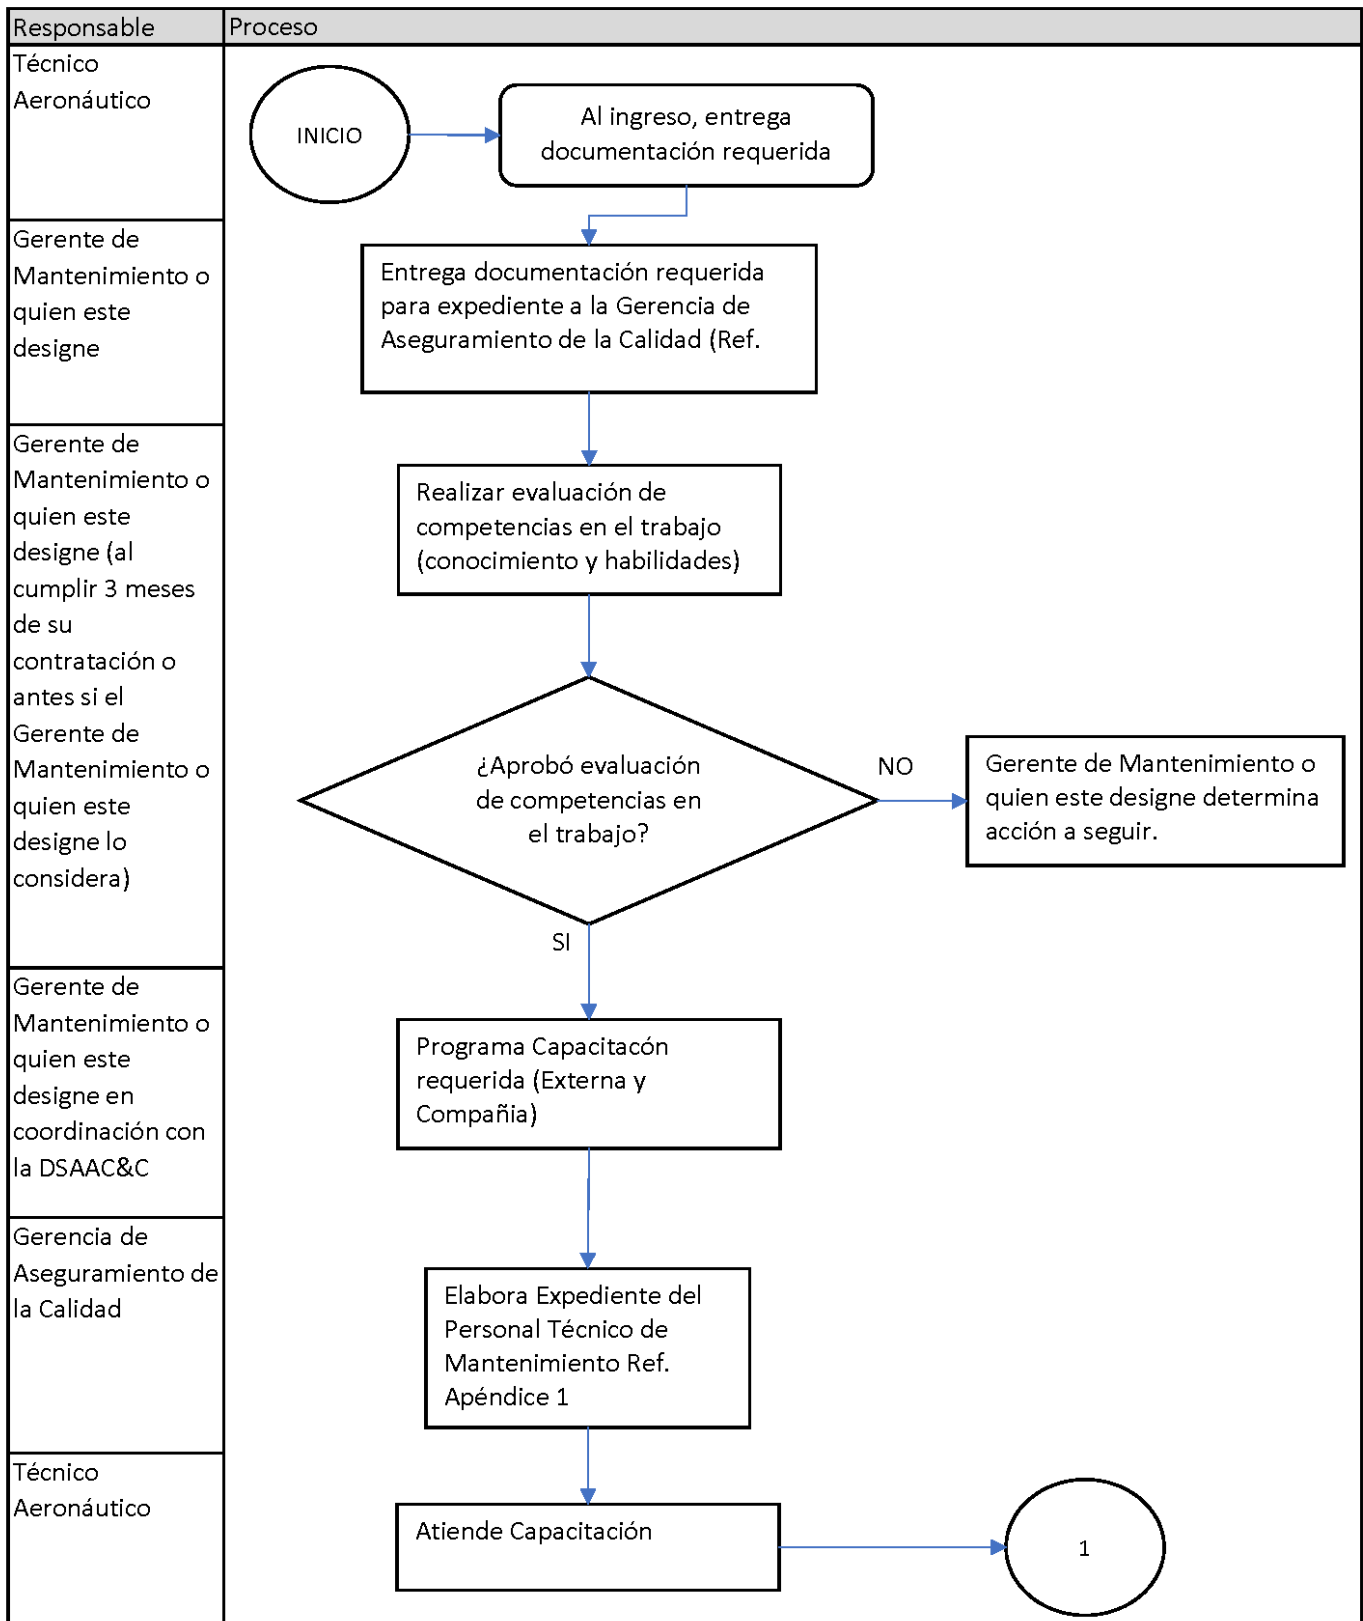 Responsable
Proceso
Técnico
Aeronáutico
INICIO
Al ingreso, entrega
documentación requerida
Gerente de
Mantenimiento o
quien este
designe
Entrega documentación requerida
para expediente a la Gerencia de
Aseguramiento de la Calidad (Ref.
Gerente de
Mantenimiento o
quien este
designe (al
cumplir 3 meses
de su
contratación o
antes si el
Gerente de
Mantenimiento o
quien este
designe lo
considera)
Realizar evaluación de
competencias en el trabajo
(conocimiento y habilidades)
¿Aprobó evaluación
de competencias en
el trabajo?
NO
Gerente de Mantenimiento o
quien este designe determina
acción a seguir.
SI
Gerente de
Mantenimiento o
quien este
designe en
coordinación con
la DSAAC&C
Programa Capacitacón
requerida (Externa y
Compañia)
Gerencia de
Aseguramiento de
la Calidad
Elabora Expediente del
Personal Técnico de
Mantenimiento Ref.
Apéndice 1
Técnico
Aeronáutico
Atiende Capacitación
1